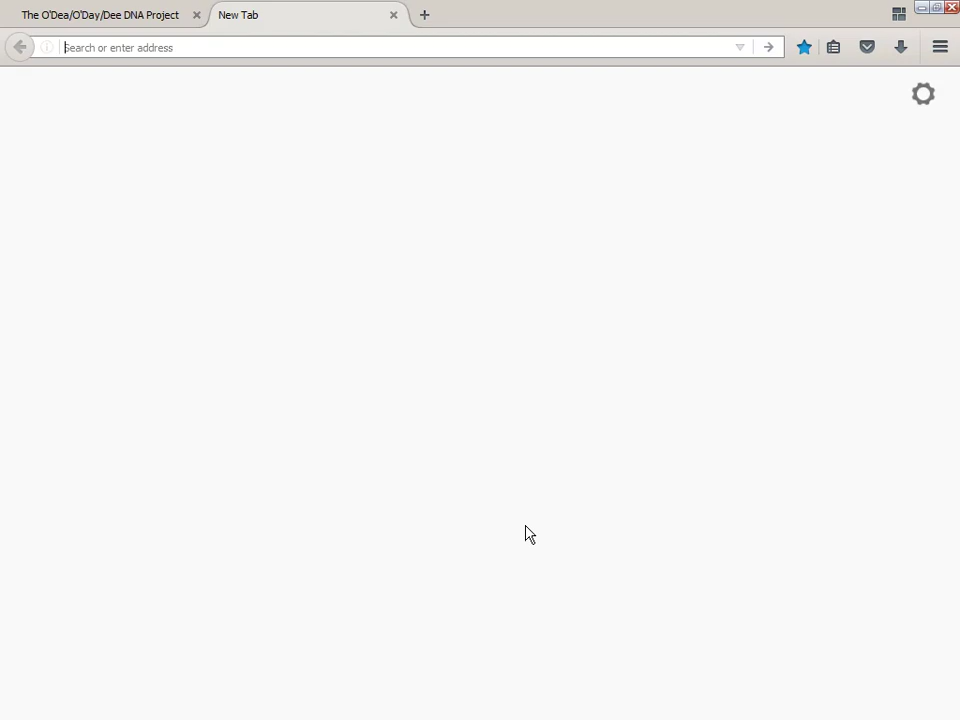 The O'Dea/O'Day/Dee DNA Project
New Tab
Search or enter address